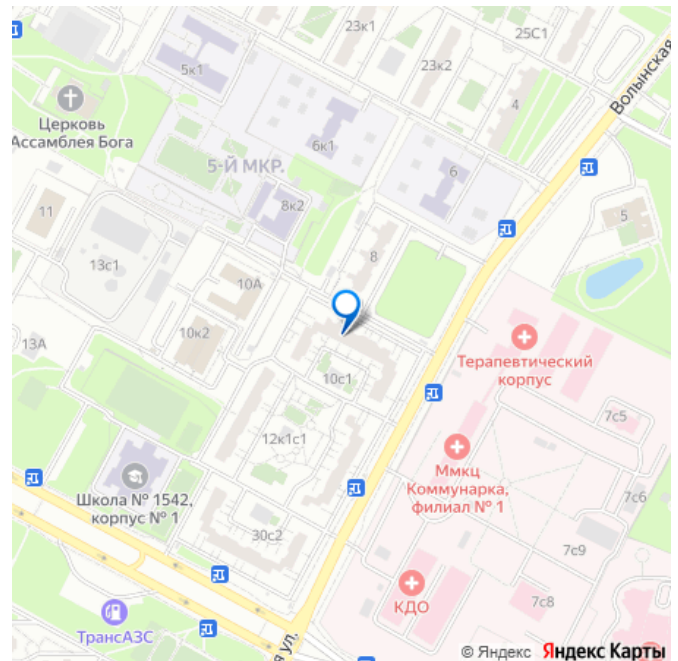 23к1
25С1
5к1
23к2
Волынская
4
Церковь
Ассамблея Бога
6к1
5-Й МКР.
6
8к2
11
5
8
13с1
10А
10к2
Терапевтический
корпус
13А
10с1
7с5
12к1с1
Ммкц
Коммунарка,
филиал № 1
Школа № 1542,
корпус № 1
7с6
30с2
7с9
КДО
7с8
ТрансАЗС
я ул.
© Яндекс Яндекс Карты